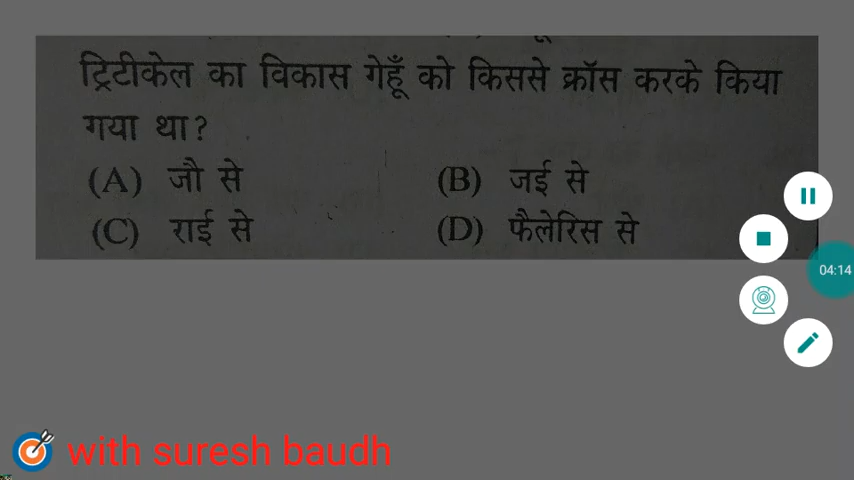 ट्रिटीकेल का विकास गेहूँ को किससे क्रॉस करके किया
गया था?
(A) जौ से (B) जई से
(C) राई से (D) फैलेरिस से
04:14
with suresh baudh